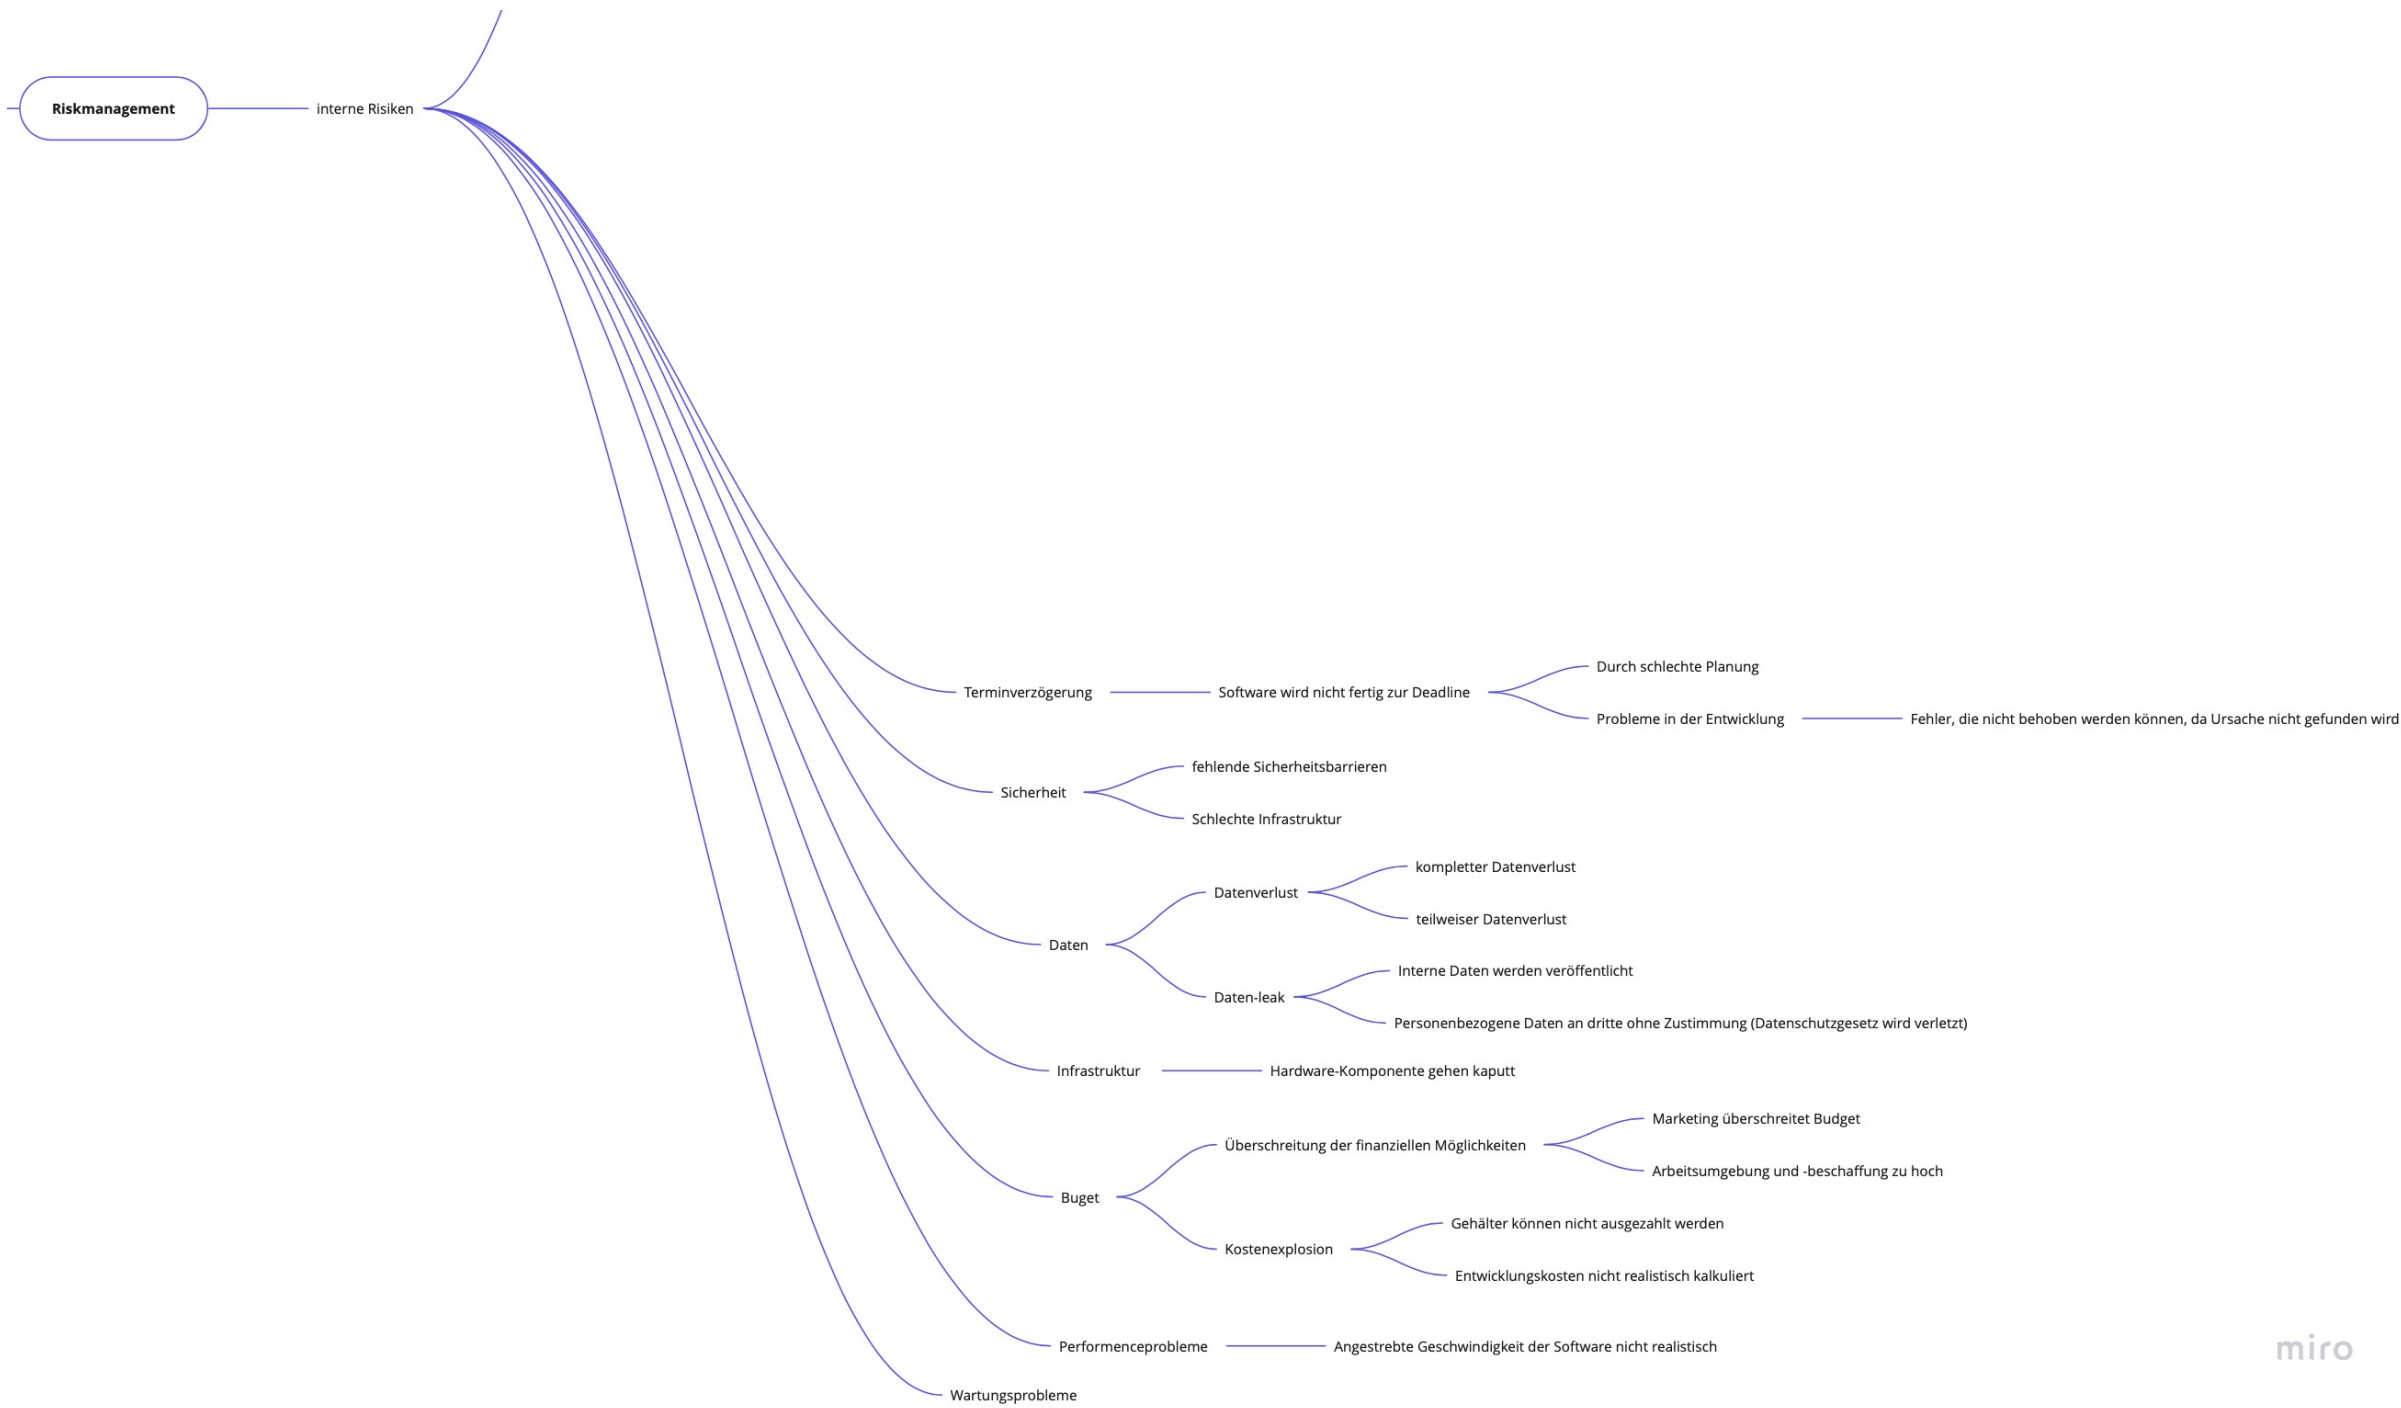 Riskmanagement
interne Risiken
Terminverzögerung
Software wird nicht fertig zur Deadline
Durch schlechte Planung
Probleme in der Entwicklung
Fehler, die nicht behoben werden können, da Ursache nicht gefunden wird
Sicherheit
fehlende Sicherheitsbarrieren
Schlechte Infrastruktur
Daten
Datenverlust
kompletter Datenverlust
teilweiser Datenverlust
Daten-leak
Interne Daten werden veröffentlicht
Personenbezogene Daten an dritte ohne Zustimmung (Datenschutzgesetz wird verletzt)
Infrastruktur
Hardware-Komponente gehen kaputt
Buget
Überschreitung der finanziellen Möglichkeiten
Marketing überschreitet Budget
Arbeitsumgebung und -beschaffung zu hoch
Kostenexplosion
Gehälter können nicht ausgezahlt werden
Entwicklungskosten nicht realistisch kalkuliert
Performenceprobleme
Angestrebte Geschwindigkeit der Software nicht realistisch
Wartungsprobleme
miro